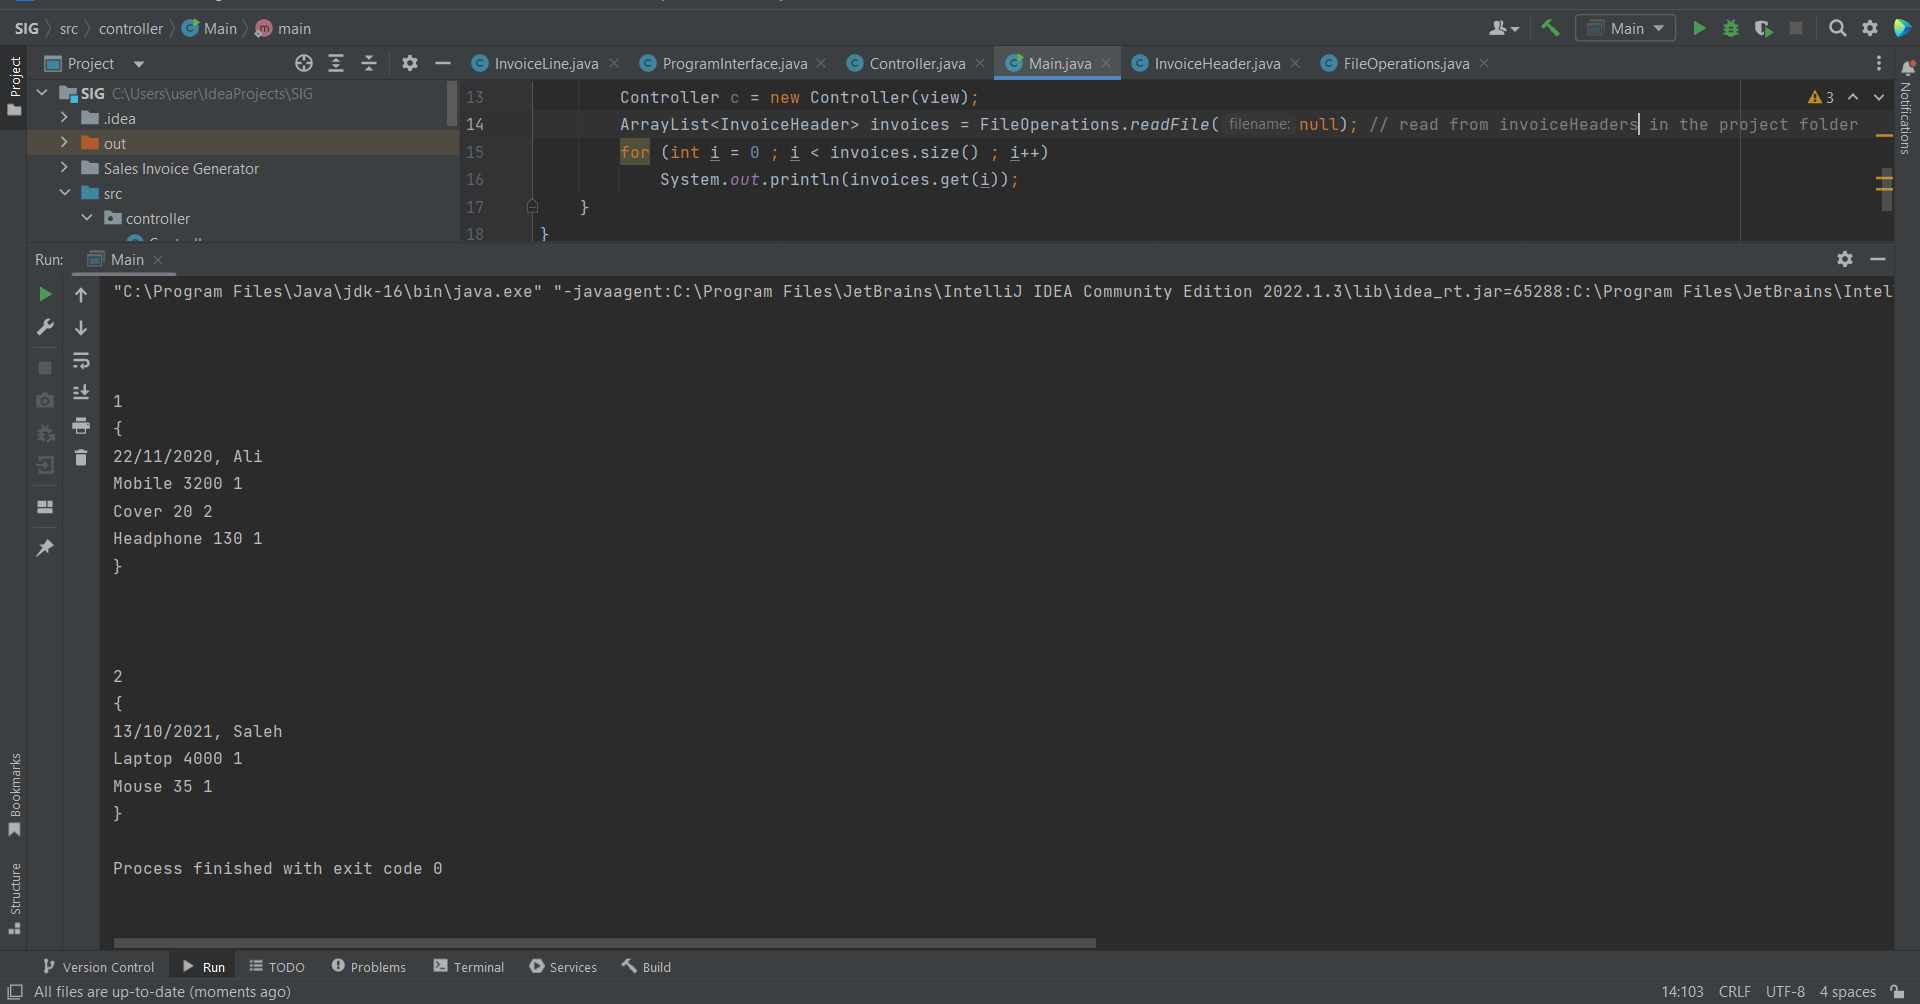 SIG src controller Main main
Main
Project
InvoiceLine.java ProgramInterface.java Controller.java Main.java InvoiceHeader.java FileOperations.java
Project
SIG C:\Users\user\IdeaProjects\SIG
.idea
out
Sales Invoice Generator
src
controller
13 Controller c = new Controller(view);
3
14 ArrayList<InvoiceHeader> invoices = FileOperations.readFile( filename: null); // read from invoiceHeaders in the project folder
15 for (int i = 0 ; i < invoices.size() ; i++)
16 System.out.println(invoices.get(i));
17 }
18 }
Notifications
Run: Main
"C:\Program Files\Java\jdk-16\bin\java.exe" "-javaagent:C:\Program Files\JetBrains\IntelliJ IDEA Community Edition 2022.1.3\lib\idea_rt.jar=65288:C:\Program Files\JetBrains\Intel
1
{
22/11/2020, Ali
Mobile 3200 1
Cover 20 2
Headphone 130 1
}
2
{
13/10/2021, Saleh
Laptop 4000 1
Mouse 35 1
}
Process finished with exit code 0
Bookmarks
Structure
Version Control Run TODO Problems Terminal Services Build
All files are up-to-date (moments ago)
14:103 CRLF UTF-8 4 spaces